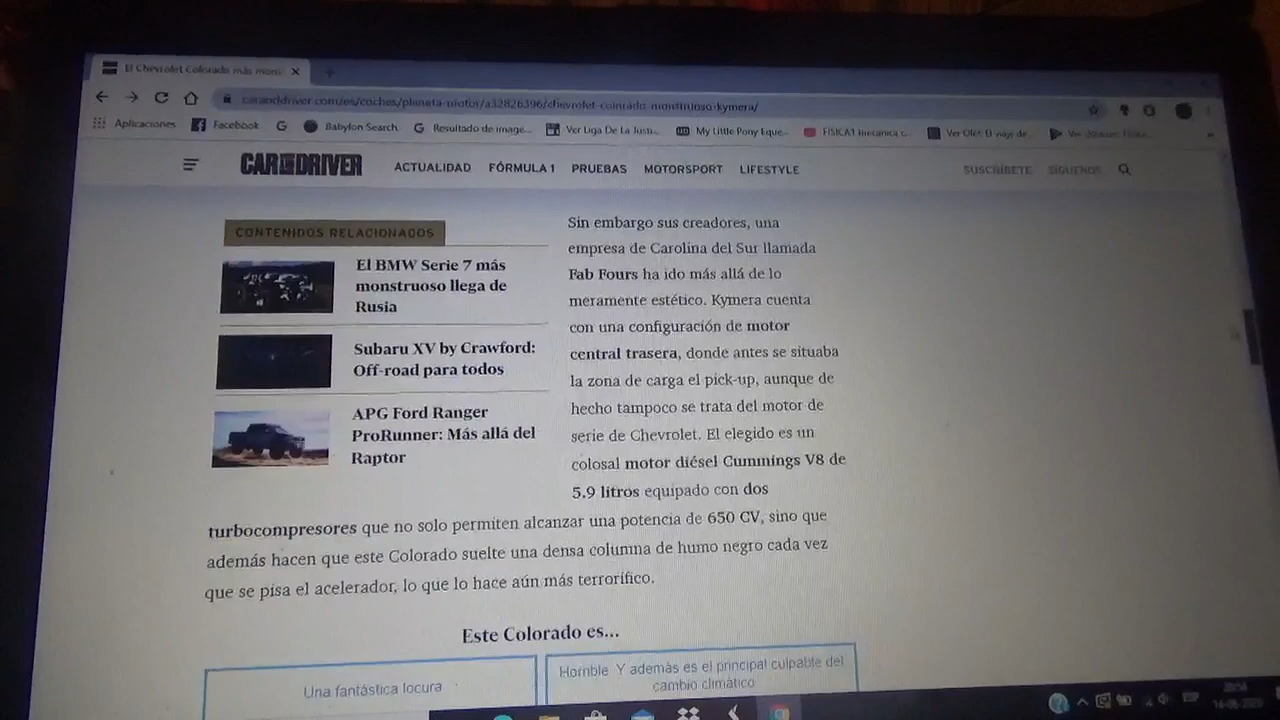 El Chevrolet Colorado más mons
caranddriver.com/es/coches/planeta-motor/a32826396/chevrolet-colorado-monstruoso-kymera/
Aplicaciones Facebook Babylon Search Resultado de image... Ver Liga De La Justi... My Little Pony Eque... FISICA1 mecanica c...
CAR AND DRIVER ACTUALIDAD FÓRMULA 1 PRUEBAS MOTORSPORT LIFESTYLE SUSCRÍBETE SÍGUENOS
CONTENIDOS RELACIONADOS
El BMW Serie 7 más
monstruoso llega de
Rusia
Subaru XV by Crawford:
Off-road para todos
APG Ford Ranger
ProRunner: Más allá del
Raptor
Sin embargo sus creadores, una
empresa de Carolina del Sur llamada
Fab Fours ha ido más allá de lo
meramente estético. Kymera cuenta
con una configuración de motor
central trasera, donde antes se situaba
la zona de carga el pick-up, aunque de
hecho tampoco se trata del motor de
serie de Chevrolet. El elegido es un
colosal motor diésel Cummings V8 de
5.9 litros equipado con dos
turbocompresores que no solo permiten alcanzar una potencia de 650 CV, sino que
además hacen que este Colorado suelte una densa columna de humo negro cada vez
que se pisa el acelerador, lo que lo hace aún más terrorífico.
Este Colorado es...
Una fantástica locura
Horrible Y además es el principal culpable del
cambio climático